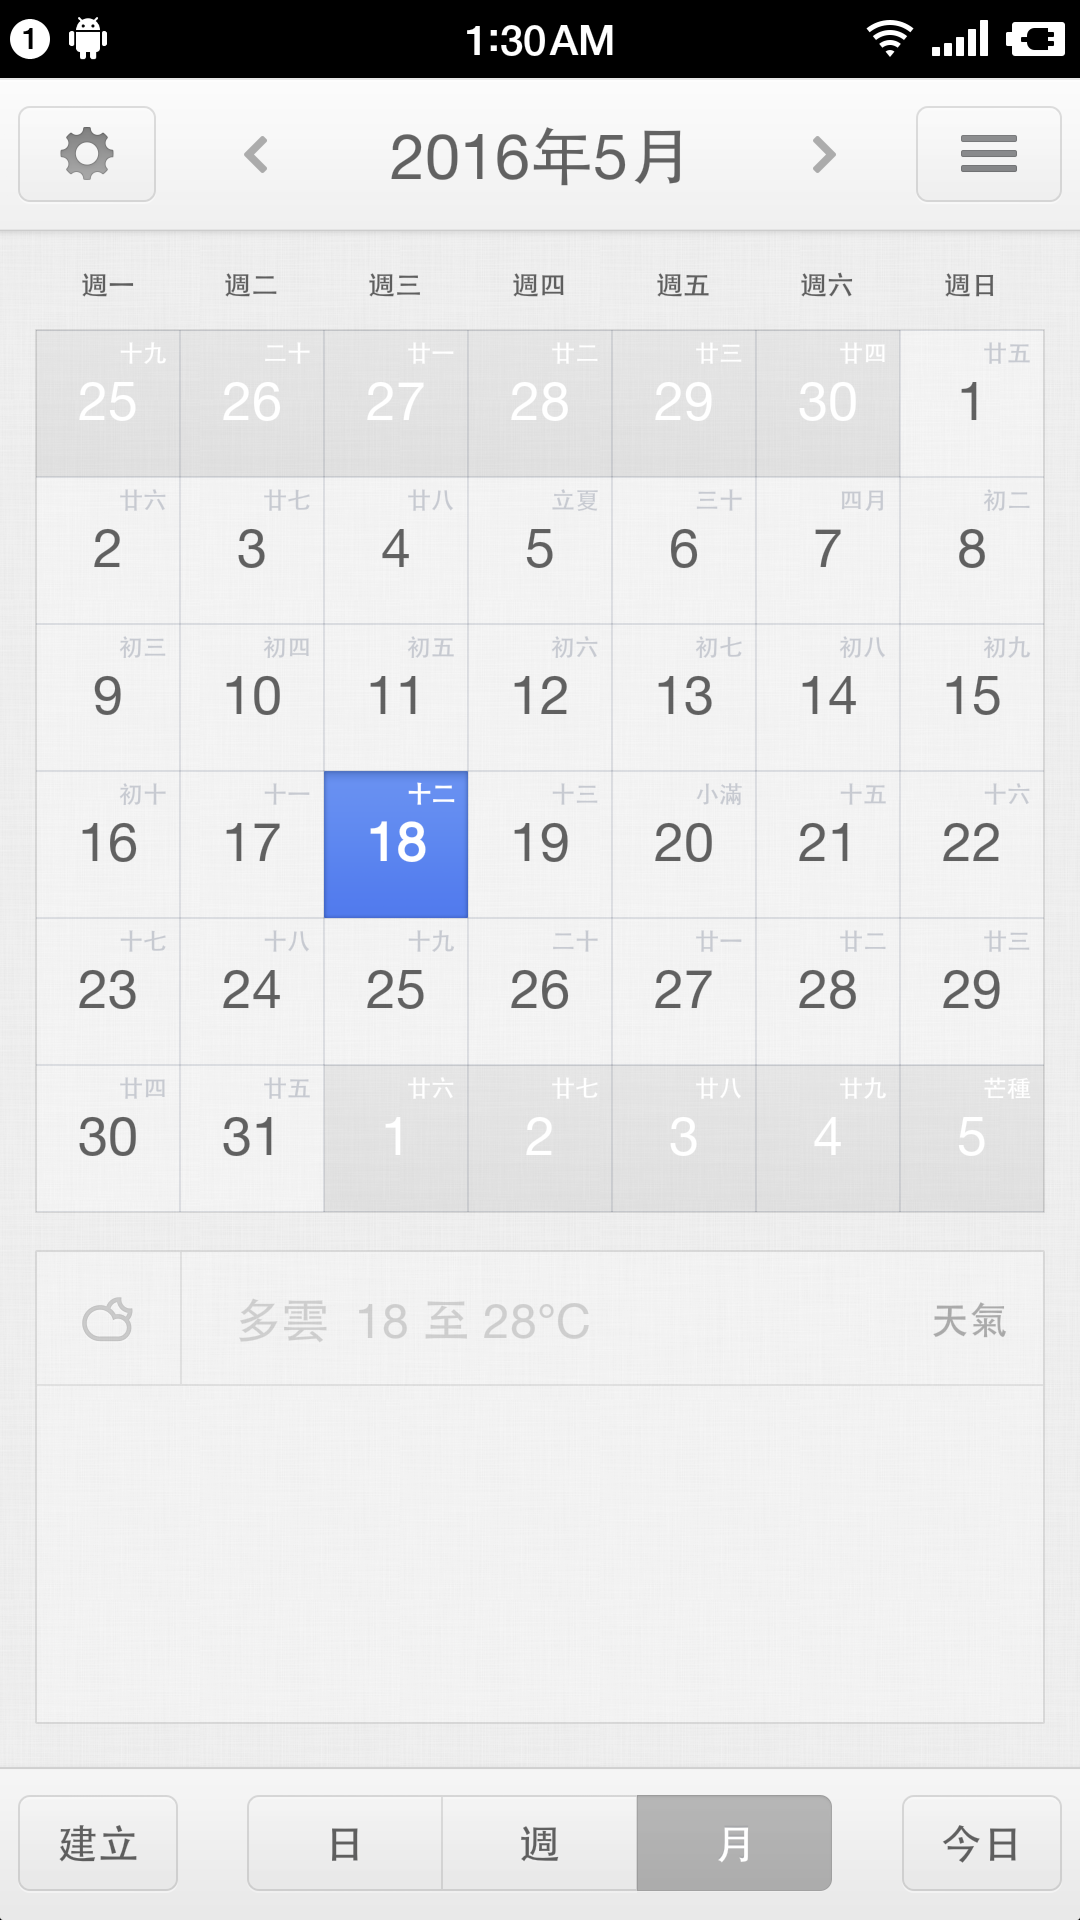 1 1:30AM
2016年5月
週一 週二 週三 週四 週五 週六 週日
十九 二十 廿一 廿二 廿三 廿四 廿五
25 26 27 28 29 30 1
廿六 廿七 廿八 立夏 三十 四月 初二
2 3 4 5 6 7 8
初三 初四 初五 初六 初七 初八 初九
9 10 11 12 13 14 15
初十 十一 十二 十三 小滿 十五 十六
16 17 18 19 20 21 22
十七 十八 十九 二十 廿一 廿二 廿三
23 24 25 26 27 28 29
廿四 廿五 廿六 廿七 廿八 廿九 芒種
30 31 1 2 3 4 5
多雲 18 至 28°C 天氣
建立 日 週 月 今日